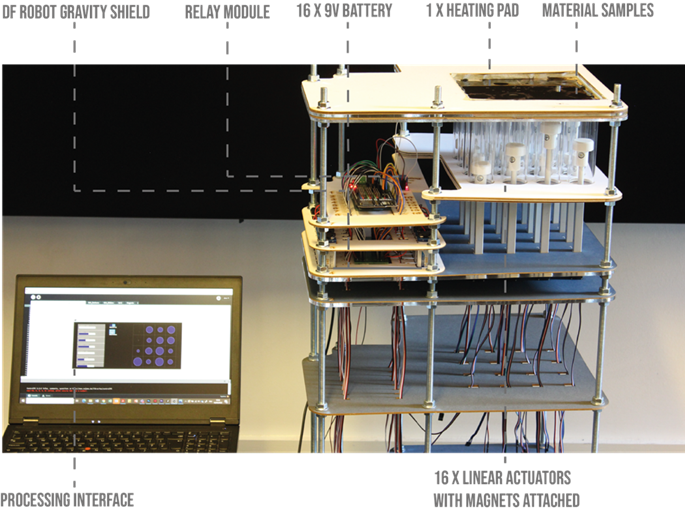 DF ROBOT GRAVITY SHIELD
RELAY MODULE
16 X 9V BATTERY
1 X HEATING PAD
MATERIAL SAMPLES
PROCESSING INTERFACE
16 X LINEAR ACTUATORS
WITH MAGNETS ATTACHED